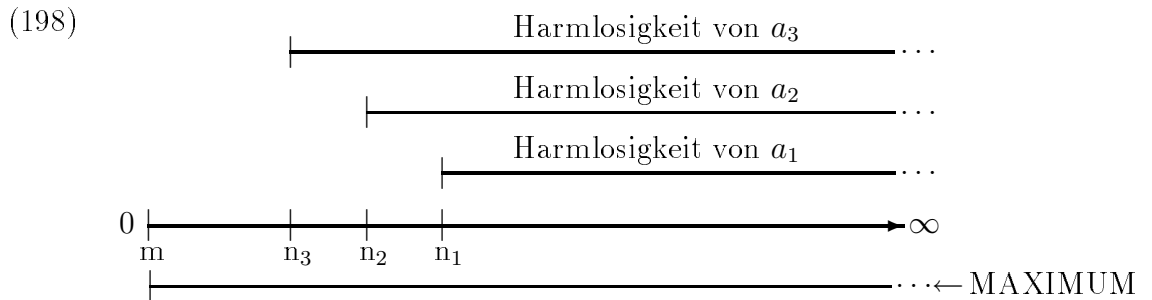 (198)
Harmlosigkeit von a₃
···
Harmlosigkeit von a₂
···
Harmlosigkeit von a₁
···
0 ∞
m n₃ n₂ n₁
···← MAXIMUM